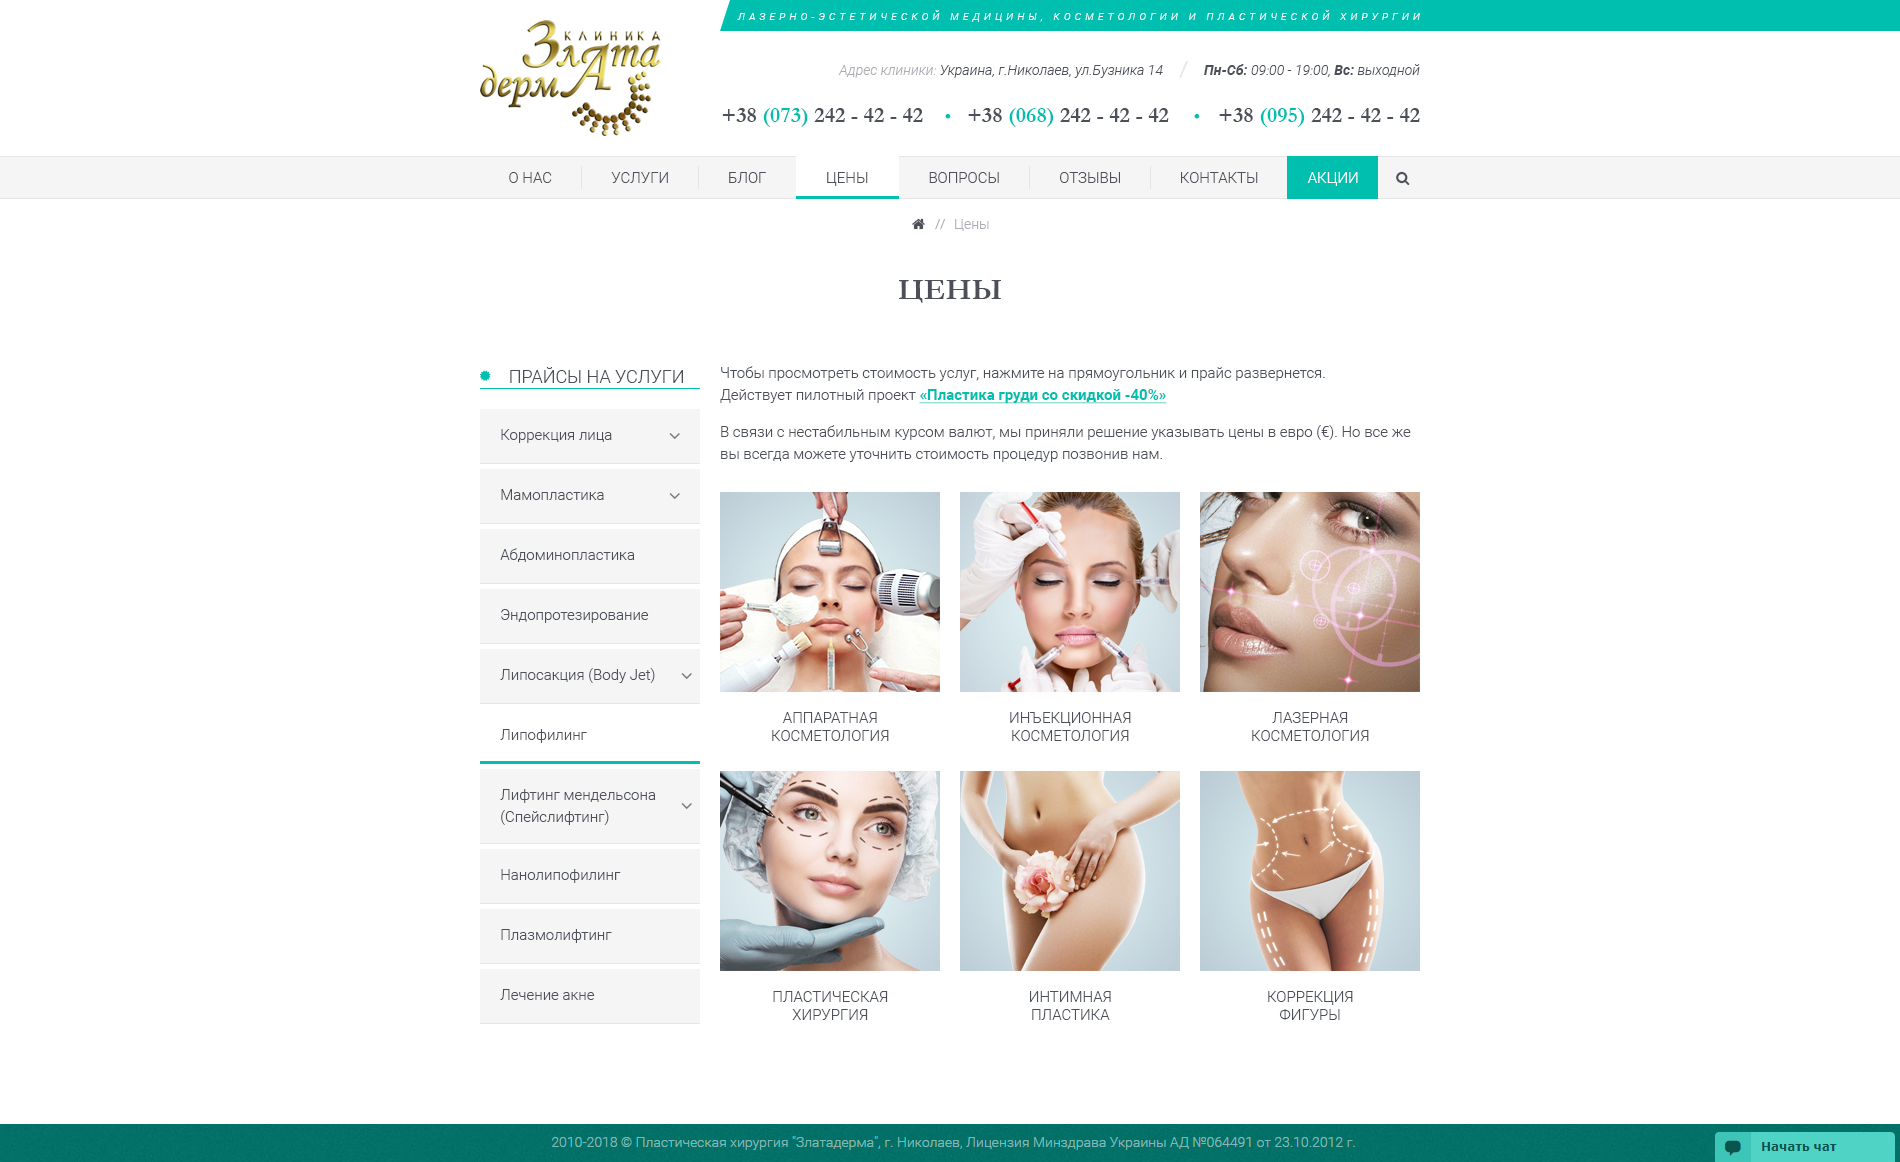 ЛАЗЕРНО-ЭСТЕТИЧЕСКОЙ МЕДИЦИНЫ, КОСМЕТОЛОГИИ И ПЛАСТИЧЕСКОЙ ХИРУРГИИ
КЛИНИКА
Злата
дерма
Адрес клиники: Украина, г.Николаев, ул.Бузника 14 / Пн-Сб: 09:00 - 19:00, Вс: выходной
+38 (073) 242 - 42 - 42 • +38 (068) 242 - 42 - 42 • +38 (095) 242 - 42 - 42
О НАС УСЛУГИ БЛОГ ЦЕНЫ ВОПРОСЫ ОТЗЫВЫ КОНТАКТЫ АКЦИИ
// Цены
ЦЕНЫ
ПРАЙСЫ НА УСЛУГИ
Коррекция лица
Мамопластика
Абдоминопластика
Эндопротезирование
Липосакция (Body Jet)
Липофилинг
Лифтинг мендельсона
(Спейслифтинг)
Нанолипофилинг
Плазмолифтинг
Лечение акне
Чтобы просмотреть стоимость услуг, нажмите на прямоугольник и прайс развернется.
Действует пилотный проект «Пластика груди со скидкой -40%»
В связи с нестабильным курсом валют, мы приняли решение указывать цены в евро (€). Но все же
вы всегда можете уточнить стоимость процедур позвонив нам.
АППАРАТНАЯ
КОСМЕТОЛОГИЯ
ИНЪЕКЦИОННАЯ
КОСМЕТОЛОГИЯ
ЛАЗЕРНАЯ
КОСМЕТОЛОГИЯ
ПЛАСТИЧЕСКАЯ
ХИРУРГИЯ
ИНТИМНАЯ
ПЛАСТИКА
КОРРЕКЦИЯ
ФИГУРЫ
2010-2018 © Пластическая хирургия "Златадерма", г. Николаев, Лицензия Минздрава Украины АД №064491 от 23.10.2012 г.
Начать чат